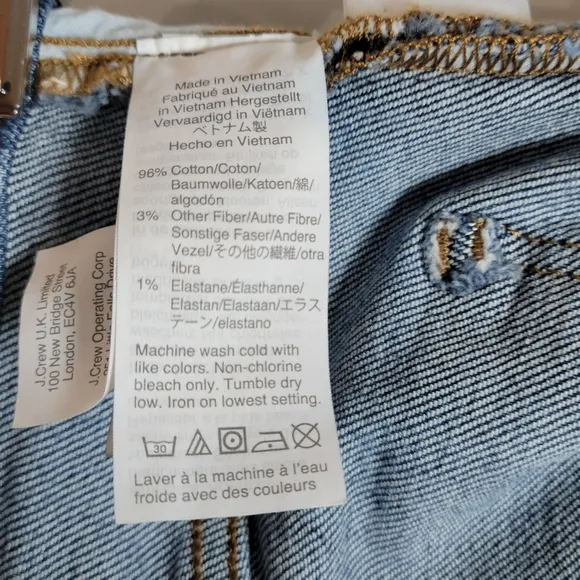 Made in Vietnam
Fabriqué au Vietnam
in Vietnam Hergestellt
Vervaardigd in Viëtnam
ベトナム製
Hecho en Vietnam
96% Cotton/Coton/
Baumwolle/Katoen/綿/
algodón
3% Other Fiber/Autre Fibre/
Sonstige Faser/Andere
Vezel/その他の繊維/otra
fibra
1% Elastane/Élasthanne/
Elastan/Elastaan/エラス
テーン/elastano
Machine wash cold with
like colors. Non-chlorine
bleach only. Tumble dry
low. Iron on lowest setting.
30
Laver à la machine à l'eau
froide avec des couleurs
J.Crew U.K. Limited
100 New Bridge Street
London, EC4V 6JA
J.Crew Operating Corp